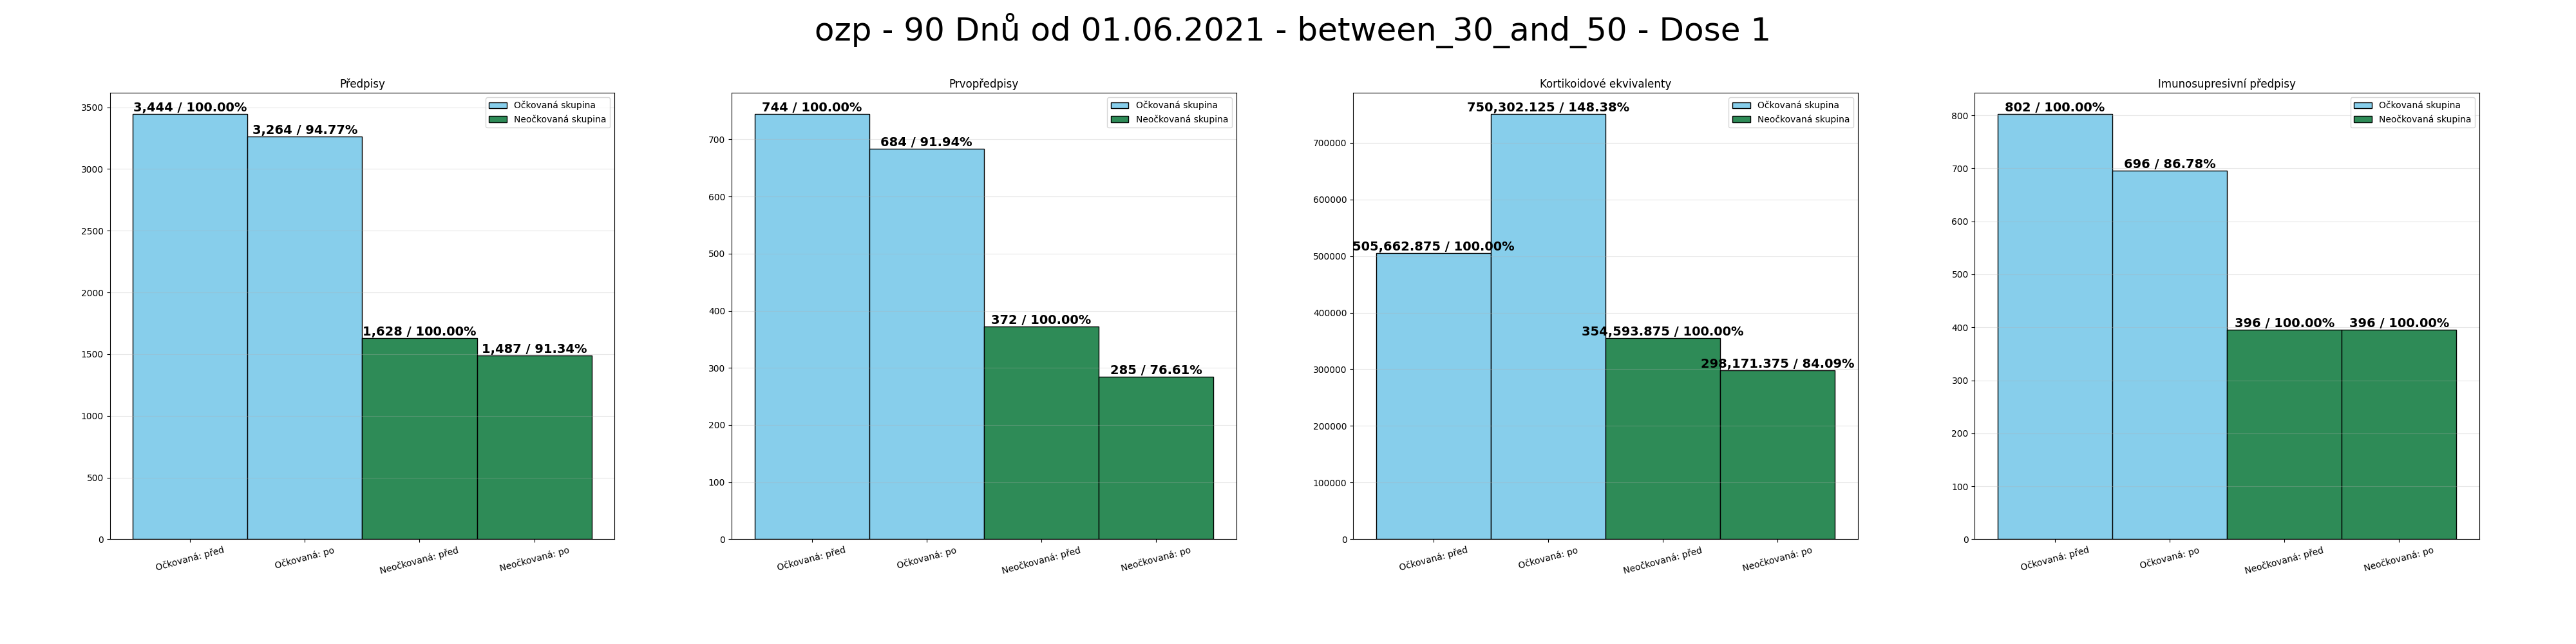 ozp - 90 Dnů od 01.06.2021 - between_30_and_50 - Dose 1
Předpisy
3500
3000
2500
2000
1500
1000
500
0
3,444 / 100.00%
3,264 / 94.77%
1,628 / 100.00%
1,487 / 91.34%
Očkovaná skupina
Neočkovaná skupina
Očkovaná: před
Očkovaná: po
Neočkovaná: před
Neočkovaná: po
Prvopředpisy
700
600
500
400
300
200
100
0
744 / 100.00%
684 / 91.94%
372 / 100.00%
285 / 76.61%
Očkovaná skupina
Neočkovaná skupina
Očkovaná: před
Očkovaná: po
Neočkovaná: před
Neočkovaná: po
Kortikoidové ekvivalenty
700000
600000
500000
400000
300000
200000
100000
0
505,662.875 / 100.00%
750,302.125 / 148.38%
354,593.875 / 100.00%
298,171.375 / 84.09%
Očkovaná skupina
Neočkovaná skupina
Očkovaná: před
Očkovaná: po
Neočkovaná: před
Neočkovaná: po
Imunosupresivní předpisy
800
700
600
500
400
300
200
100
0
802 / 100.00%
696 / 86.78%
396 / 100.00%
396 / 100.00%
Očkovaná skupina
Neočkovaná skupina
Očkovaná: před
Očkovaná: po
Neočkovaná: před
Neočkovaná: po